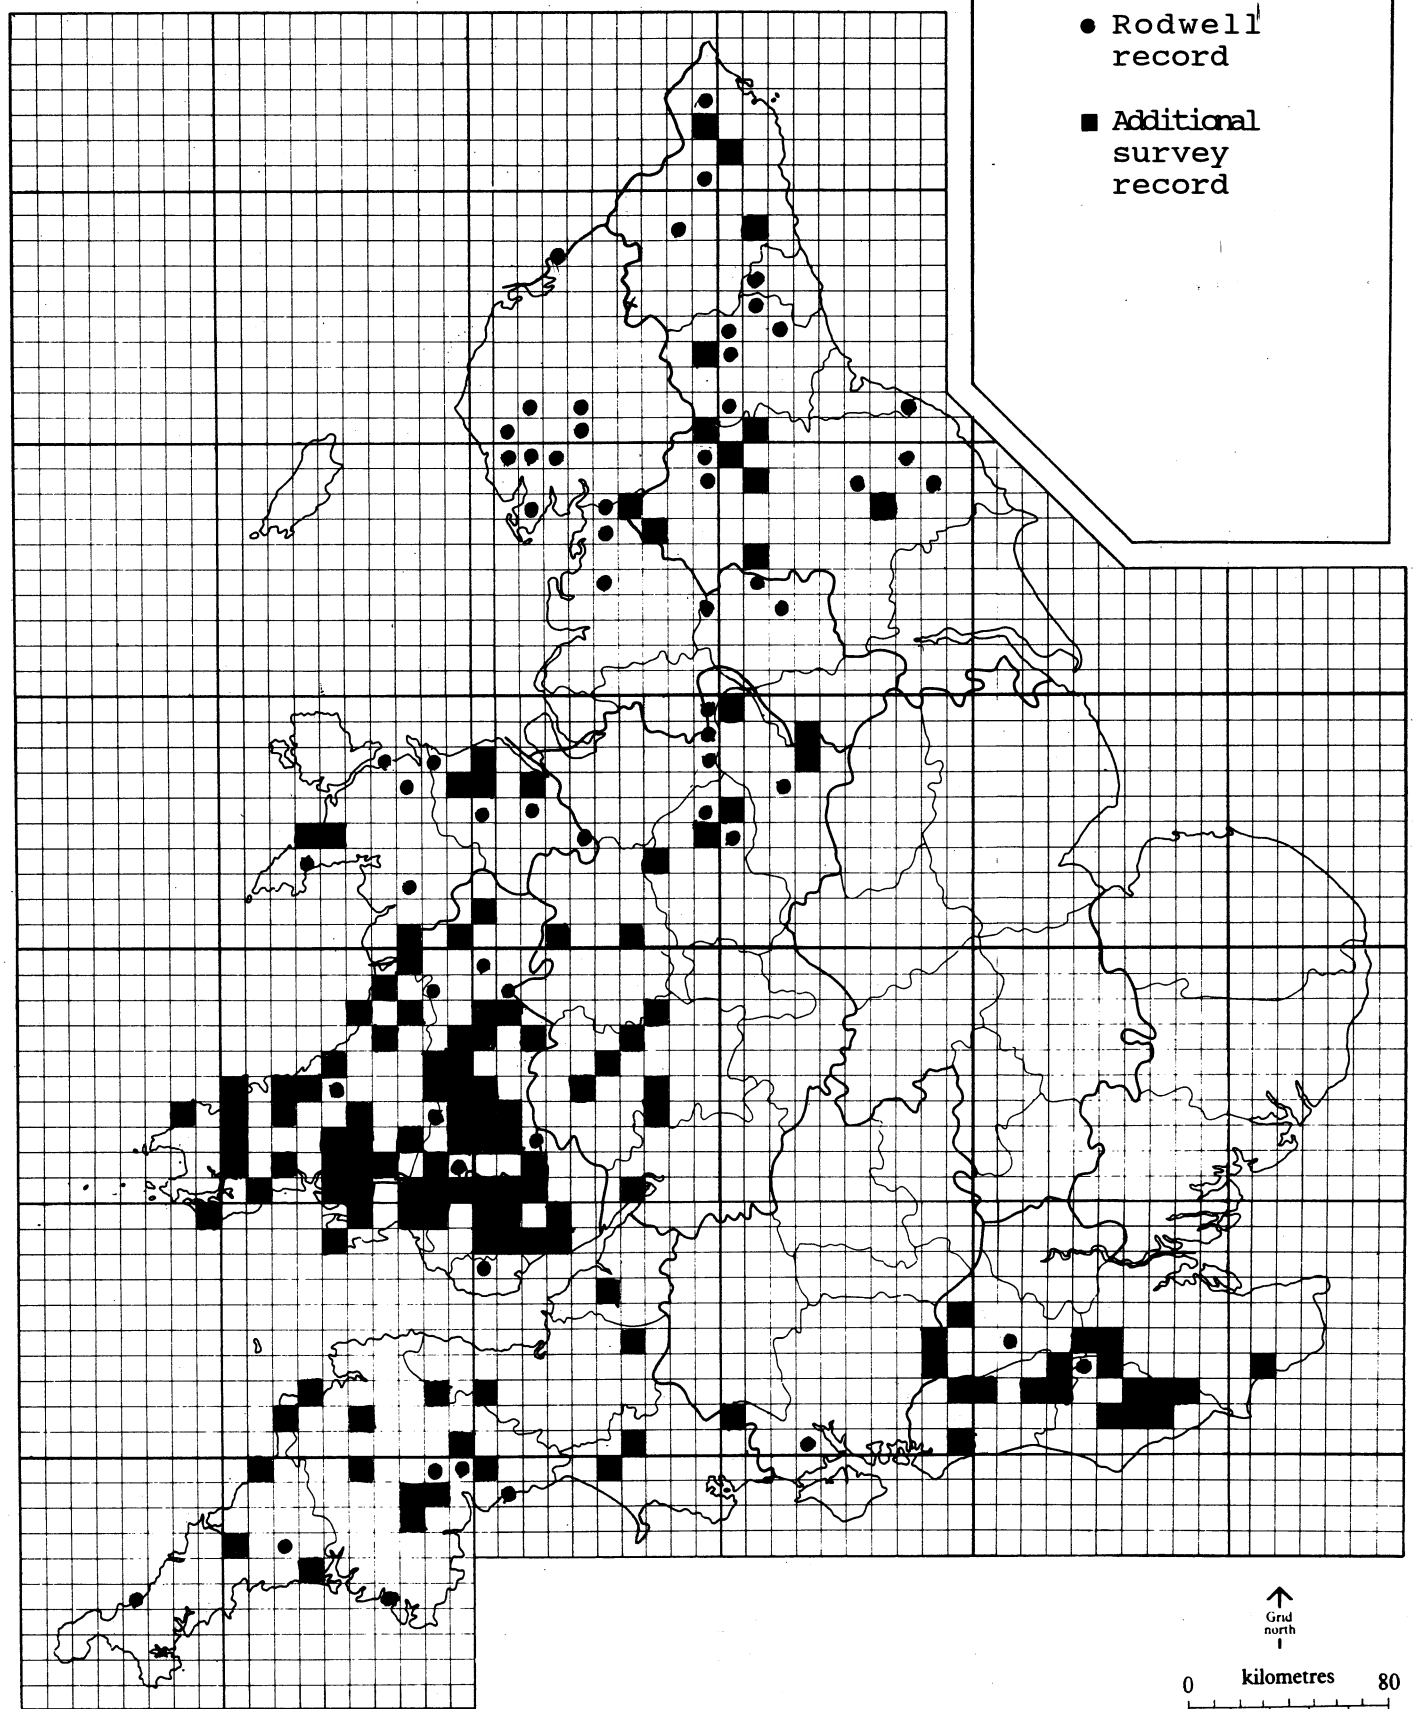 ● Rodwell
record
■ Additional
survey
record
Grid
north
0 kilometres 80